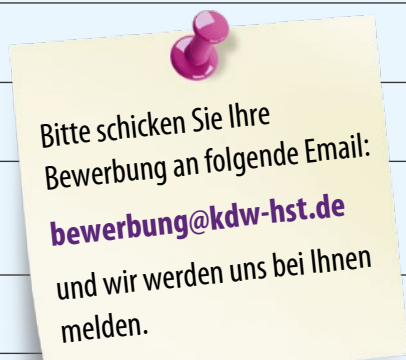 Bitte schicken Sie Ihre
Bewerbung an folgende Email:
bewerbung@kdw-hst.de
und wir werden uns bei Ihnen
melden.